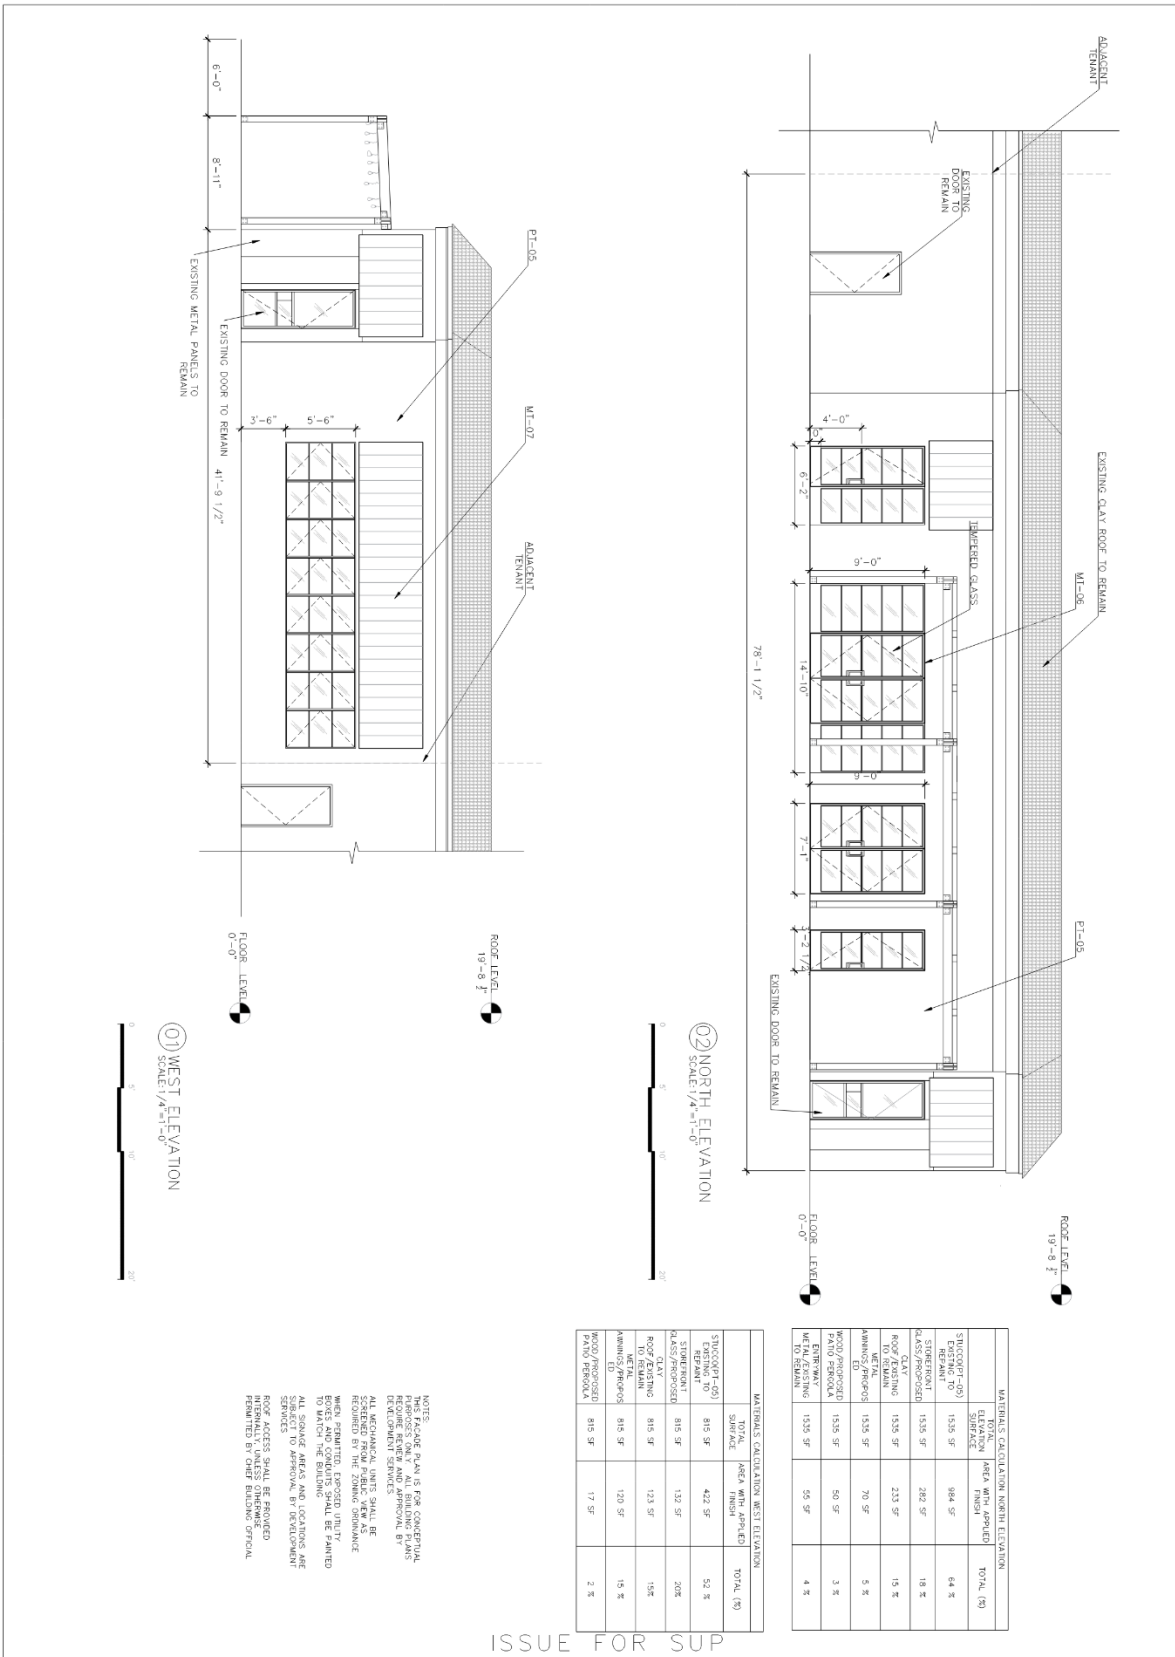 ADJACENT
TENANT
EXISTING
DOOR TO
REMAIN
EXISTING CLAY ROOF TO REMAIN
MT-06
PT-05
TEMPERED GLASS
4'-0"
0"
6'-2"
9'-0"
14'-10"
9'-0
7'-1"
3'-2 1/2"
78'-1 1/2"
EXISTING DOOR TO REMAIN
ROOF LEVEL
19'-8 1/2"
FLOOR LEVEL
0'-0"
02 NORTH ELEVATION
SCALE:1/4"=1'-0"
0 5' 10' 20'
6'-0"
8'-11"
PT-05
MT-07
ADJACENT
TENANT
EXISTING METAL PANELS TO
REMAIN
EXISTING DOOR TO REMAIN
3'-6"
5'-6"
41'-9 1/2"
ROOF LEVEL
19'-8 1/2"
FLOOR LEVEL
0'-0"
01 WEST ELEVATION
SCALE:1/4"=1'-0"
0 5' 10' 20'
MATERIALS CALCULATION NORTH ELEVATION
TOTAL
ELEVATION
SURFACE
AREA WITH APPLIED
FINISH
TOTAL (%)
STUCCO(PT-05)
EXISTING TO
REPAINT
1535 SF
984 SF
64 %
STOREFRONT
GLASS/PROPOSED
1535 SF
282 SF
18 %
CLAY
ROOF/EXISTING
TO REMAIN
1535 SF
233 SF
15 %
METAL
AWNINGS/PROPOS
ED
1535 SF
70 SF
5 %
WOOD/PROPOSED
PATIO PERGOLA
1535 SF
50 SF
3 %
ENTRYWAY
METAL/EXISTING
TO REMAIN
1535 SF
55 SF
4 %
MATERIALS CALCULATION WEST ELEVATION
TOTAL
SURFACE
AREA WITH APPLIED
FINISH
TOTAL (%)
STUCCO(PT-05)
EXISTING TO
REPAINT
815 SF
422 SF
52 %
STOREFRONT
GLASS/PROPOSED
815 SF
132 SF
20%
CLAY
ROOF/EXISTING
TO REMAIN
815 SF
123 SF
15%
METAL
AWNINGS/PROPOS
ED
815 SF
120 SF
15 %
WOOD/PROPOSED
PATIO PERGOLA
815 SF
17 SF
2 %
NOTES:
THIS FACADE PLAN IS FOR CONCEPTUAL
PURPOSES ONLY. ALL BUILDING PLANS
REQUIRE REVIEW AND APPROVAL BY
DEVELOPMENT SERVICES
ALL MECHANICAL UNITS SHALL BE
SCREENED FROM PUBLIC VIEW AS
REQUIRED BY THE ZONING ORDINANCE
WHEN PERMITTED, EXPOSED UTILITY
BOXES AND CONDUITS SHALL BE PAINTED
TO MATCH THE BUILDING
ALL SIGNAGE AREAS AND LOCATIONS ARE
SUBJECT TO APPROVAL BY DEVELOPMENT
SERVICES
ROOF ACCESS SHALL BE PROVIDED
INTERNALLY, UNLESS OTHERWISE
PERMITTED BY CHIEF BUILDING OFFICIAL
ISSUE FOR SUP